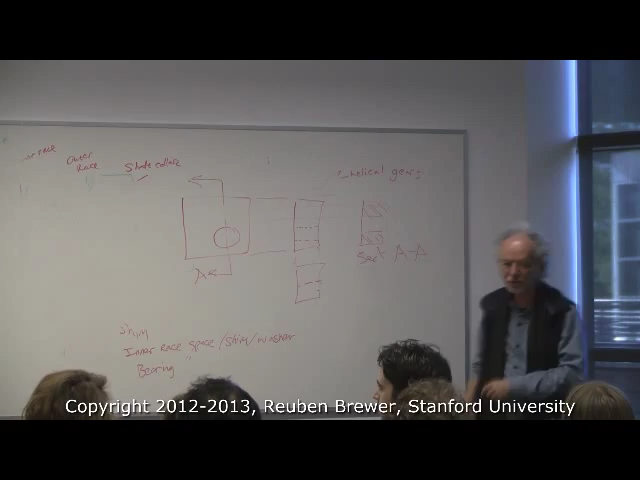 outer
Race
Shaft collar
helical gears
A
Sect A-A
Shim
Inner Race space/shim/washer
Bearing "
Copyright 2012-2013, Reuben Brewer, Stanford University